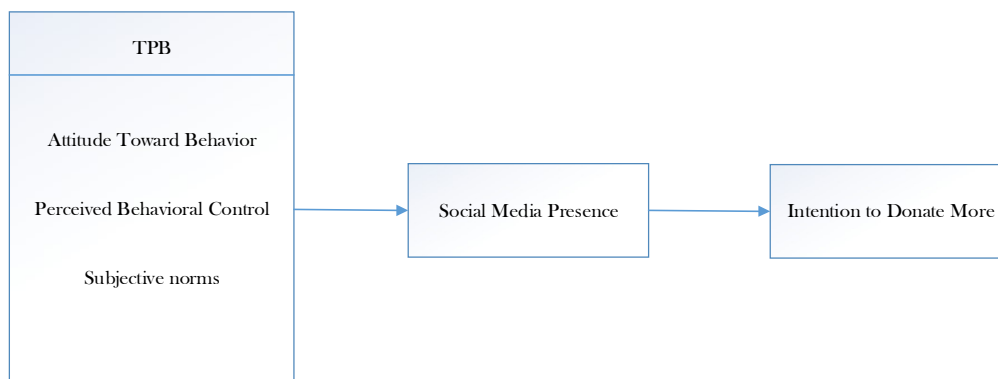 TPB
Attitude Toward Behavior
Perceived Behavioral Control
Subjective norms
Social Media Presence
Intention to Donate More